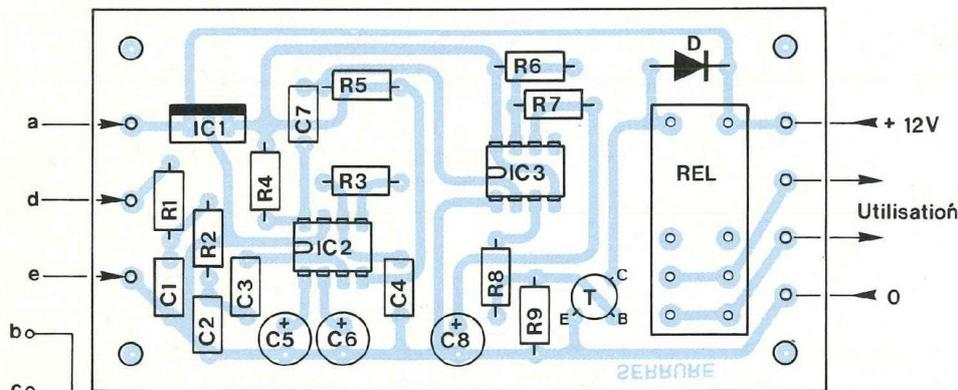 D
R6
R5
R7
a
IC1
C7
+ 12V
IC3
REL
R4
R3
d
R1
Utilisation
R2
IC2
e
C1
C3
C4
R8
C
T
E
B
O
R9
C2
+
C5
+
C6
+
C8
b
SERRURE
c